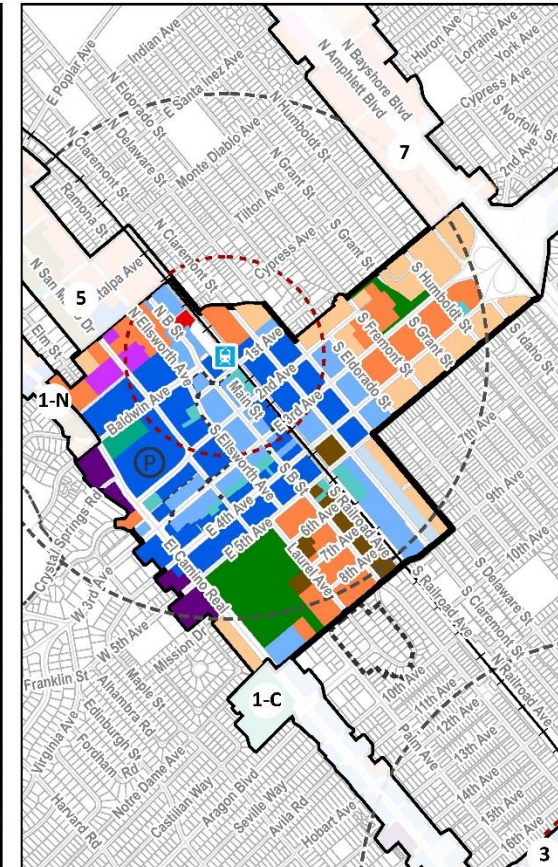 E Poplar Ave
Indian Ave
E Santa Inez Ave
N Eldorado St
N Delaware St
N Claremont St
Ramona St
Monte Diablo Ave
N Humboldt St
N Grant St
Tilton Ave
N Claremont St
Cypress Ave
S Grant St
N Bayshore Blvd
N Amphlett Blvd
Huron Ave
Lorraine Ave
York Ave
Cypress Ave
S Norfolk St
2nd Ave
7
5
Elm St
N Ellsworth Ave
N B St
1-N
Baldwin Ave
1st Ave
2nd Ave
Main St
E 3rd Ave
S Eldorado St
S Fremont St
S Grant St
S Humboldt St
S Idaho St
P
S Ellsworth Ave
S B St
E 4th Ave
E 5th Ave
El Camino Real
Crystal Springs Rd
W 3rd Ave
W 5th Ave
Mission Dr
S Railroad Ave
6th Ave
7th Ave
8th Ave
Laurel Ave
7th Ave
9th Ave
10th Ave
S Delaware St
S Claremont St
S Railroad Ave
Franklin St
Virginia Ave
Alhambra Rd
Edinburgh St
Fordham Rd
Harvard Rd
Maple St
Notre Dame Ave
Castilian Way
Aragon Blvd
Seville Way
Avila Rd
Hobart Ave
1-C
10th Ave
11th Ave
12th Ave
13th Ave
14th Ave
15th Ave
16th Ave
Palm Ave
3